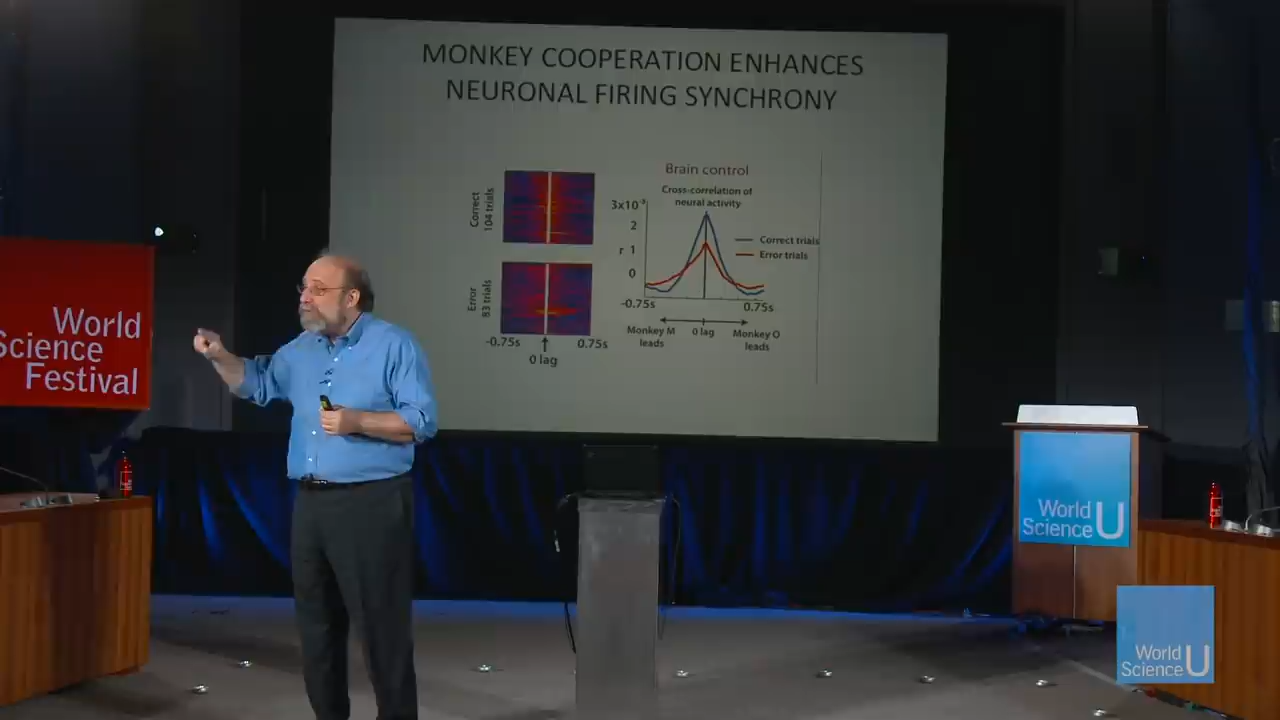 MONKEY COOPERATION ENHANCES
NEURONAL FIRING SYNCHRONY
Correct
104 trials
Error
83 trials
-0.75s
0.75s
0 lag
Brain control
Cross-correlation of
neural activity
3x10⁻³
2
r 1
0
Correct trials
Error trials
-0.75s
0.75s
Monkey M
leads
0 lag
Monkey O
leads
World
Science
Festival
World
Science U
World
Science U